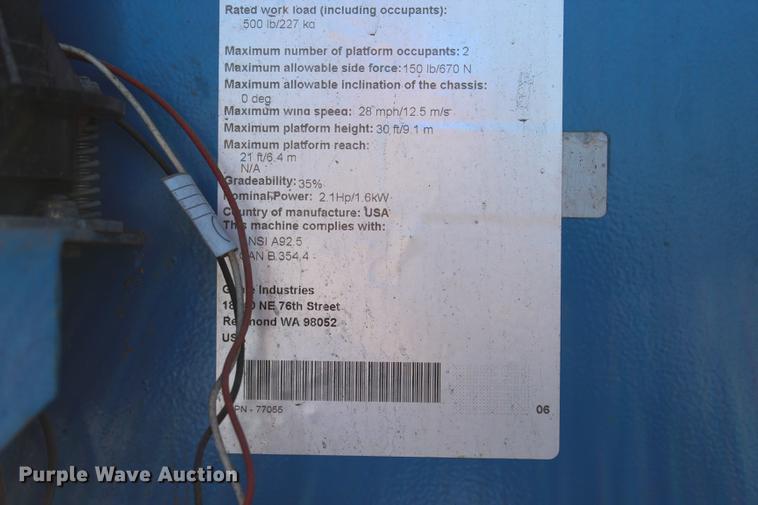 Rated work load (including occupants):
500 lb/227 kg
Maximum number of platform occupants: 2
Maximum allowable side force: 150 lb/670 N
Maximum allowable inclination of the chassis:
0 deg
Maximum wind speed: 28 mph/12.5 m/s
Maximum platform height: 30 ft/9.1 m
Maximum platform reach:
21 ft/6.4 m
N/A
Gradeability: 35%
Nominal Power: 2.1Hp/1.6kW
Country of manufacture: USA
This machine complies with:
ANSI A92.5
CAN B.354.4
Genie Industries
NE 76th Street
Redmond WA 98052
USA
PN - 77055
06
Purple Wave Auction